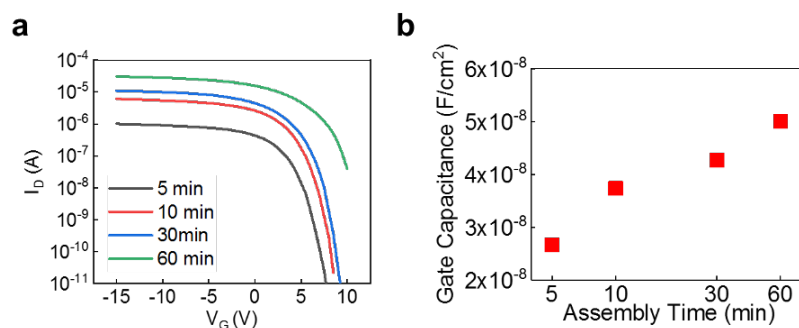 a
10⁻⁴
10⁻⁵
10⁻⁶
10⁻⁷
10⁻⁸
10⁻⁹
10⁻¹⁰
10⁻¹¹
I_D (A)
5 min
10 min
30min
60 min
-15 -10 -5 0 5 10
V_G (V)
b
6x10⁻⁸
5x10⁻⁸
4x10⁻⁸
3x10⁻⁸
2x10⁻⁸
Gate Capacitance (F/cm²)
5 10 30 60
Assembly Time (min)